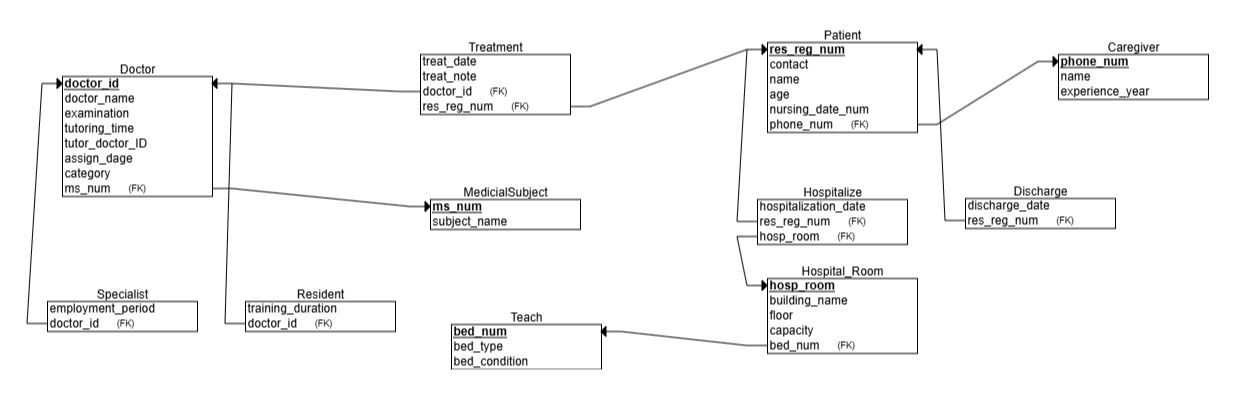 Treatment
treat_date
treat_note
doctor_id (FK)
res_reg_num (FK)
Patient
res_reg_num
contact
name
age
nursing_date_num
phone_num (FK)
Caregiver
phone_num
name
experience_year
Doctor
doctor_id
doctor_name
examination
tutoring_time
tutor_doctor_ID
assign_dage
category
ms_num (FK)
MedicialSubject
ms_num
subject_name
Hospitalize
hospitalization_date
res_reg_num (FK)
hosp_room (FK)
Discharge
discharge_date
res_reg_num (FK)
Specialist
employment_period
doctor_id (FK)
Resident
training_duration
doctor_id (FK)
Teach
bed_num
bed_type
bed_condition
Hospital_Room
hosp_room
building_name
floor
capacity
bed_num (FK)